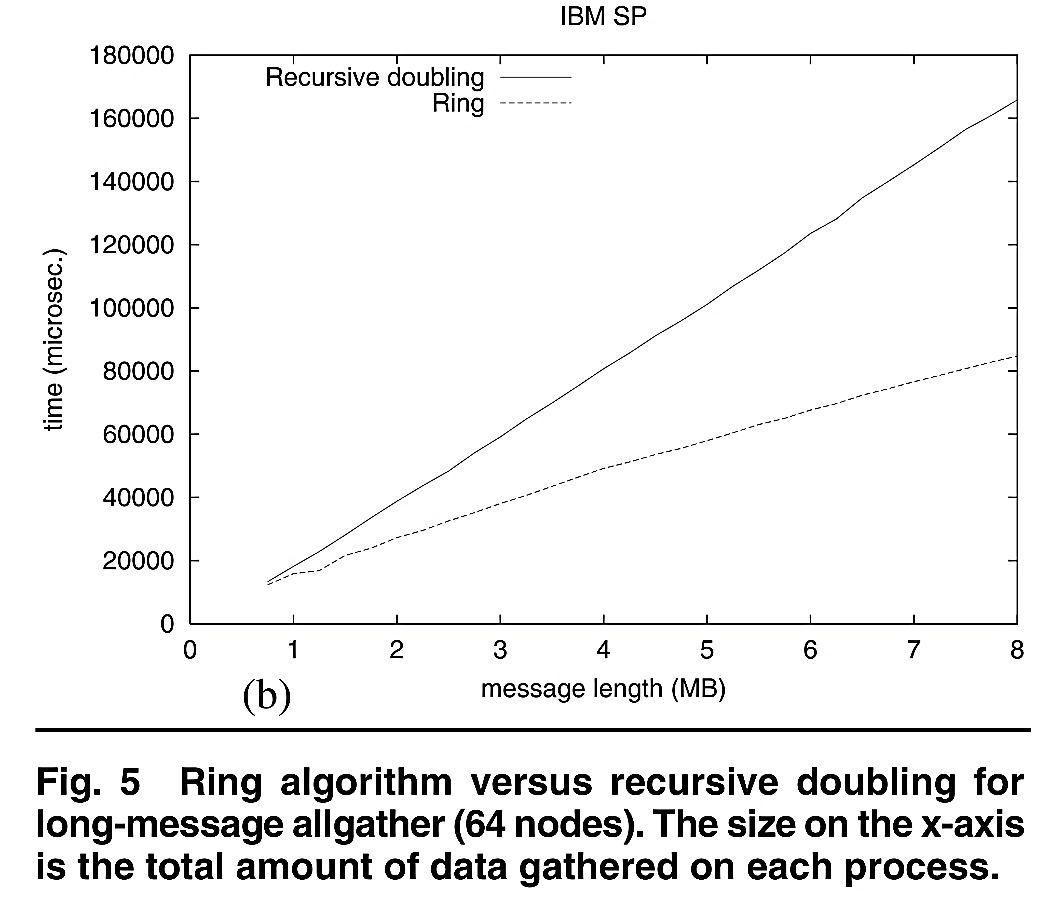 IBM SP
180000
160000
140000
120000
100000
80000
60000
40000
20000
0
time (microsec.)
Recursive doubling
Ring
0 1 2 3 4 5 6 7 8
message length (MB)
(b)
Fig. 5 Ring algorithm versus recursive doubling for
long-message allgather (64 nodes). The size on the x-axis
is the total amount of data gathered on each process.